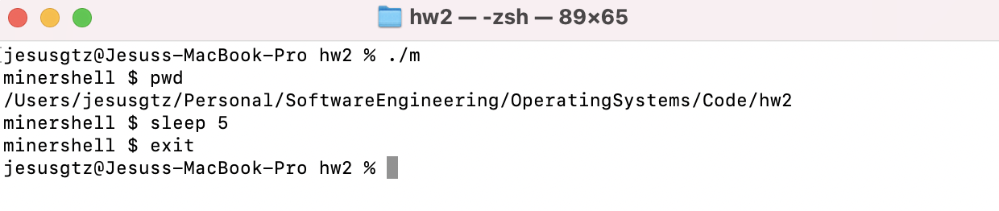 hw2 — -zsh — 89×65
jesusgtz@Jesuss-MacBook-Pro hw2 % ./m
minershell $ pwd
/Users/jesusgtz/Personal/SoftwareEngineering/OperatingSystems/Code/hw2
minershell $ sleep 5
minershell $ exit
jesusgtz@Jesuss-MacBook-Pro hw2 %